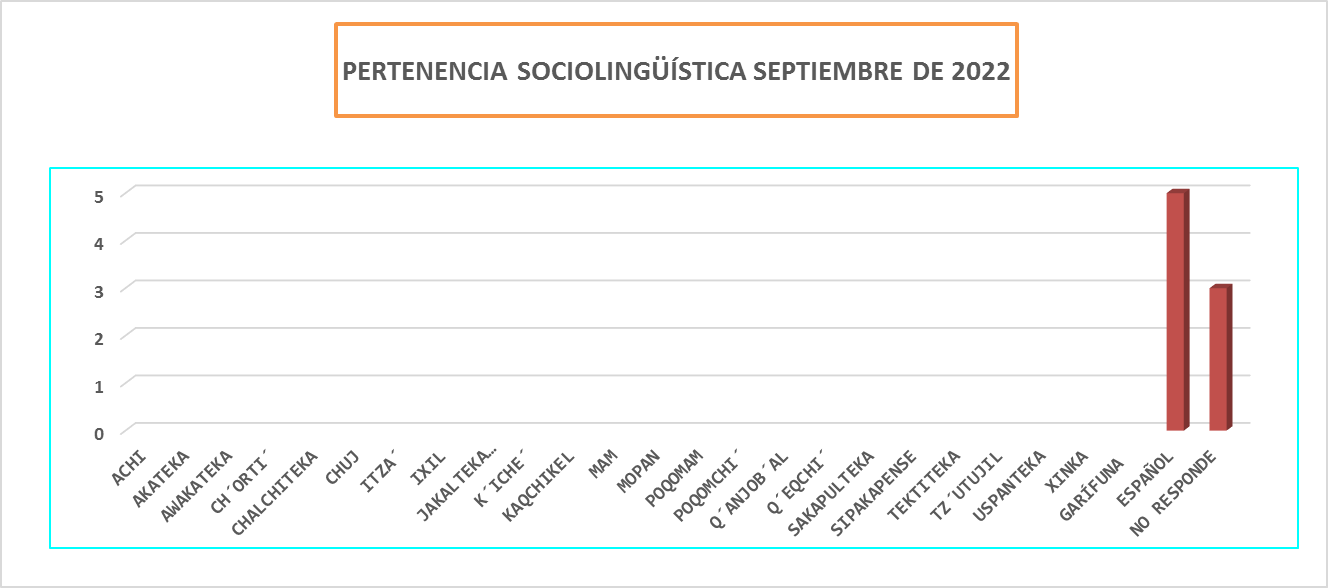 PERTENENCIA SOCIOLINGÜÍSTICA SEPTIEMBRE DE 2022
5
4
3
2
1
0
ACHI
AKATEKA
AWAKATEKA
CH´ORTI´
CHALCHITEKA
CHUJ
ITZA´
IXIL
JAKALTEKA…
K´ICHE´
KAQCHIKEL
MAM
MOPAN
POQOMAM
POQOMCHI´
Q´ANJOB´AL
Q´EQCHI´
SAKAPULTEKA
SIPAKAPENSE
TEKTITEKA
TZ´UTUJIL
USPANTEKA
XINKA
GARÍFUNA
ESPAÑOL
NO RESPONDE